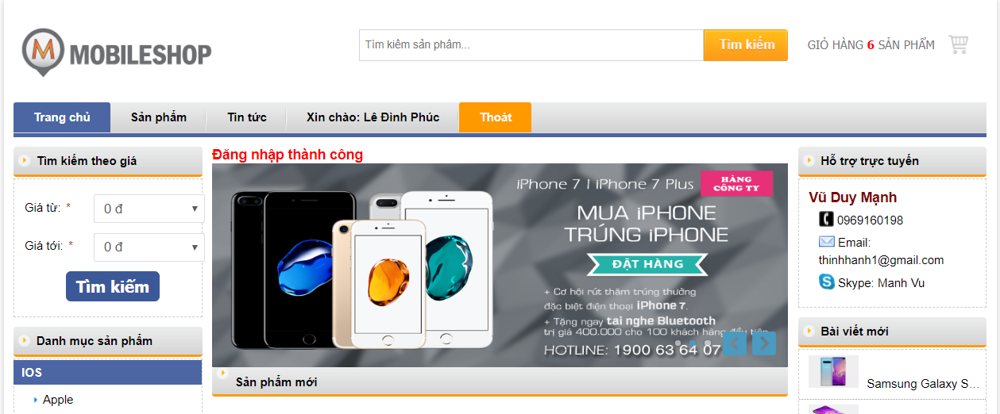 M MOBILESHOP
Tìm kiếm sản phẩm...
Tìm kiếm
GIỎ HÀNG 6 SẢN PHẨM
Trang chủ
Sản phẩm
Tin tức
Xin chào: Lê Đình Phúc
Thoát
Tìm kiếm theo giá
Giá từ: *
0 đ
Giá tới: *
0 đ
Tìm kiếm
Danh mục sản phẩm
IOS
Apple
Đăng nhập thành công
iPhone 7 I iPhone 7 Plus
HÀNG
CÔNG TY
MUA iPHONE
TRÚNG iPHONE
ĐẶT HÀNG
+ Cơ hội rút thăm trúng thưởng
đặc biệt điện thoại iPhone 7.
+ Tặng ngay tai nghe Bluetooth
trị giá 400.000 cho 100 khách hàng đầu tiên
HOTLINE: 1900 63 64 07
Sản phẩm mới
Hỗ trợ trực tuyến
Vũ Duy Mạnh
0969160198
Email:
thinhhanh1@gmail.com
Skype: Manh Vu
Bài viết mới
Samsung Galaxy S...